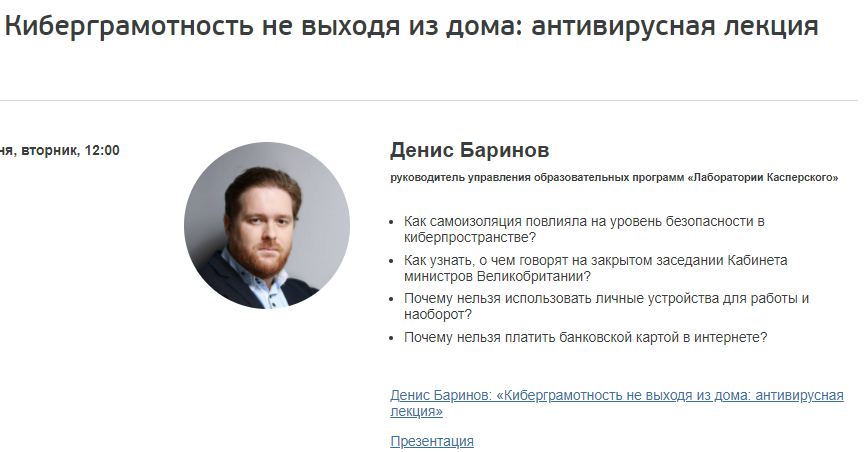 Киберграмотность не выходя из дома: антивирусная лекция
вторник, 12:00
Денис Баринов
руководитель управления образовательных программ «Лаборатории Касперского»
Как самоизоляция повлияла на уровень безопасности в
киберпространстве?
Как узнать, о чем говорят на закрытом заседании Кабинета
министров Великобритании?
Почему нельзя использовать личные устройства для работы и
наоборот?
Почему нельзя платить банковской картой в интернете?
Денис Баринов: «Киберграмотность не выходя из дома: антивирусная
лекция»
Презентация